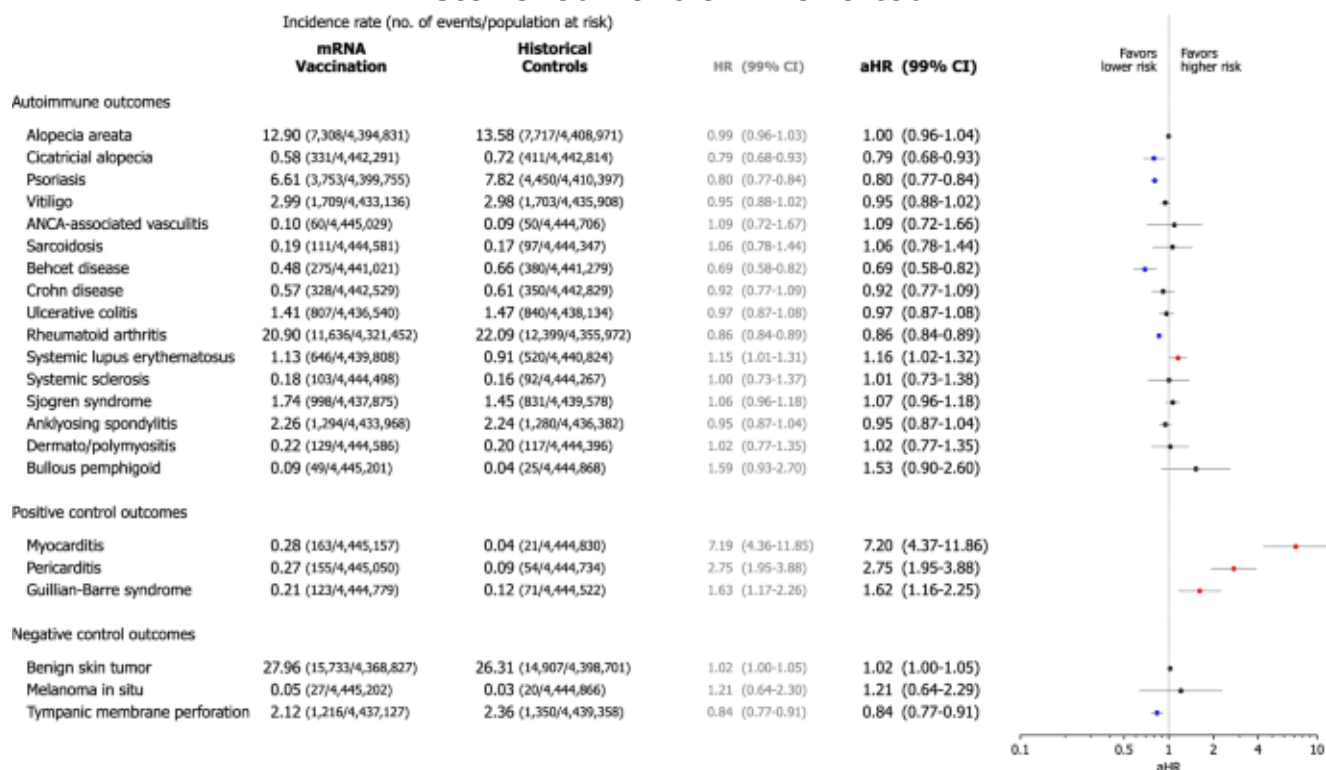 Incidence rate (no. of events/population at risk)
mRNA Vaccination Historical Controls HR (99% CI) aHR (99% CI) Favors lower risk Favors higher risk
Autoimmune outcomes
Alopecia areata 12.90 (7,308/4,394,831) 13.58 (7,717/4,408,971) 0.99 (0.96-1.03) 1.00 (0.96-1.04)
Cicatricial alopecia 0.58 (331/4,442,291) 0.72 (411/4,442,814) 0.79 (0.68-0.93) 0.79 (0.68-0.93)
Psoriasis 6.61 (3,753/4,399,755) 7.82 (4,450/4,410,397) 0.80 (0.77-0.84) 0.80 (0.77-0.84)
Vitiligo 2.99 (1,709/4,433,136) 2.98 (1,703/4,435,908) 0.95 (0.88-1.02) 0.95 (0.88-1.02)
ANCA-associated vasculitis 0.10 (60/4,445,029) 0.09 (50/4,444,706) 1.09 (0.72-1.67) 1.09 (0.72-1.66)
Sarcoidosis 0.19 (111/4,444,581) 0.17 (97/4,444,347) 1.06 (0.78-1.44) 1.06 (0.78-1.44)
Behcet disease 0.48 (275/4,441,021) 0.66 (380/4,441,279) 0.69 (0.58-0.82) 0.69 (0.58-0.82)
Crohn disease 0.57 (328/4,442,529) 0.61 (350/4,442,829) 0.92 (0.77-1.09) 0.92 (0.77-1.09)
Ulcerative colitis 1.41 (807/4,436,540) 1.47 (840/4,438,134) 0.97 (0.87-1.08) 0.97 (0.87-1.08)
Rheumatoid arthritis 20.90 (11,636/4,321,452) 22.09 (12,399/4,355,972) 0.86 (0.84-0.89) 0.86 (0.84-0.89)
Systemic lupus erythematosus 1.13 (646/4,439,808) 0.91 (520/4,440,824) 1.15 (1.01-1.31) 1.16 (1.02-1.32)
Systemic sclerosis 0.18 (103/4,444,498) 0.16 (92/4,444,267) 1.00 (0.73-1.37) 1.01 (0.73-1.38)
Sjogren syndrome 1.74 (998/4,437,875) 1.45 (831/4,439,578) 1.06 (0.96-1.18) 1.07 (0.96-1.18)
Anklyosing spondylitis 2.26 (1,294/4,433,968) 2.24 (1,280/4,436,382) 0.95 (0.87-1.04) 0.95 (0.87-1.04)
Dermato/polymyositis 0.22 (129/4,444,586) 0.20 (117/4,444,396) 1.02 (0.77-1.35) 1.02 (0.77-1.35)
Bullous pemphigoid 0.09 (49/4,445,201) 0.04 (25/4,444,868) 1.59 (0.93-2.70) 1.53 (0.90-2.60)
Positive control outcomes
Myocarditis 0.28 (163/4,445,157) 0.04 (21/4,444,830) 7.19 (4.36-11.85) 7.20 (4.37-11.86)
Pericarditis 0.27 (155/4,445,050) 0.09 (54/4,444,734) 2.75 (1.95-3.88) 2.75 (1.95-3.88)
Guillian-Barre syndrome 0.21 (123/4,444,779) 0.12 (71/4,444,522) 1.63 (1.17-2.26) 1.62 (1.16-2.25)
Negative control outcomes
Benign skin tumor 27.96 (15,733/4,368,827) 26.31 (14,907/4,398,701) 1.02 (1.00-1.05) 1.02 (1.00-1.05)
Melanoma in situ 0.05 (27/4,445,202) 0.03 (20/4,444,866) 1.21 (0.64-2.30) 1.21 (0.64-2.29)
Tympanic membrane perforation 2.12 (1,216/4,437,127) 2.36 (1,350/4,439,358) 0.84 (0.77-0.91) 0.84 (0.77-0.91)
0.1 0.5 1 2 4 10
aHR